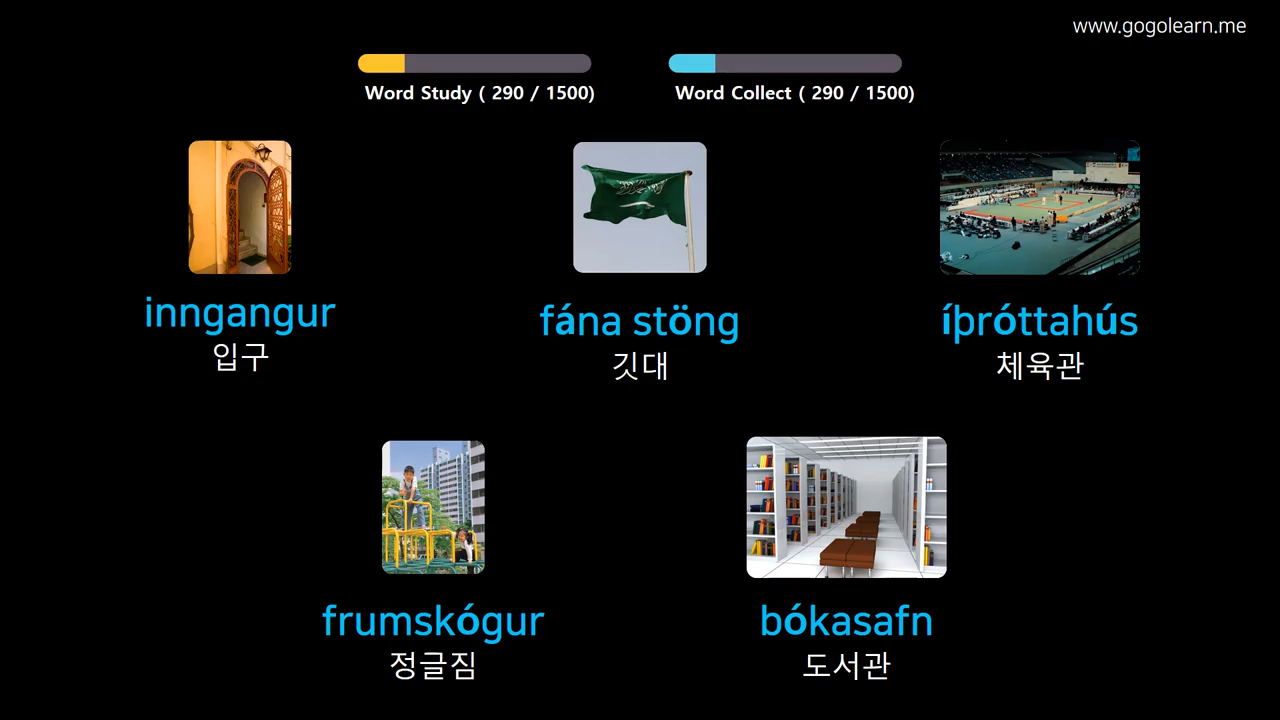 www.gogolearn.me
Word Study ( 290 / 1500)
Word Collect ( 290 / 1500)
inngangur
입구
fána stöng
깃대
íþróttahús
체육관
frumskógur
정글짐
bókasafn
도서관